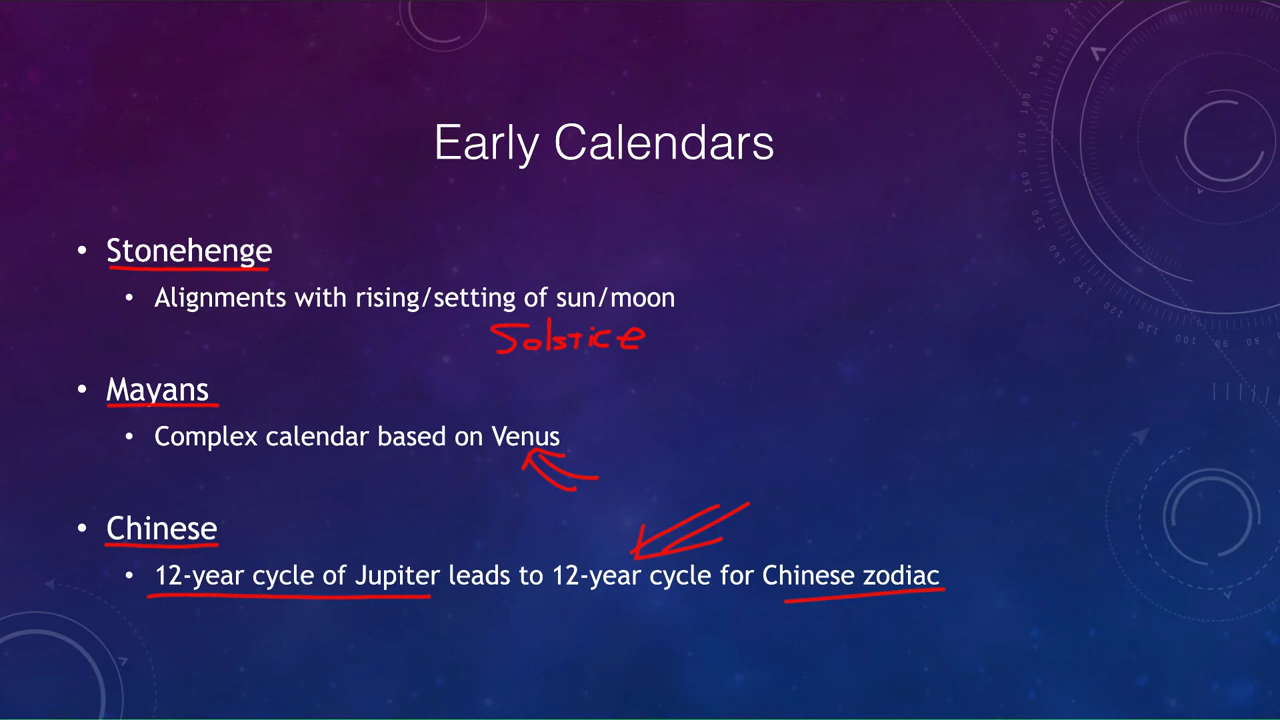 Early Calendars
• Stonehenge
• Alignments with rising/setting of sun/moon
Solstice
• Mayans
• Complex calendar based on Venus
• Chinese
• 12-year cycle of Jupiter leads to 12-year cycle for Chinese zodiac